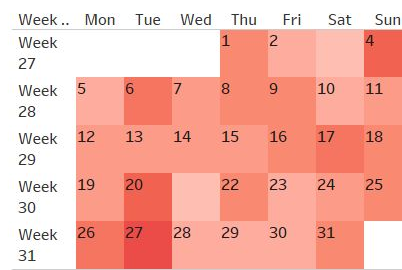 Week .. Mon Tue Wed Thu Fri Sat Sun
Week 27 1 2 4
Week 28 5 6 7 8 9 10 11
Week 29 12 13 14 15 16 17 18
Week 30 19 20 22 23 24 25
Week 31 26 27 28 29 30 31